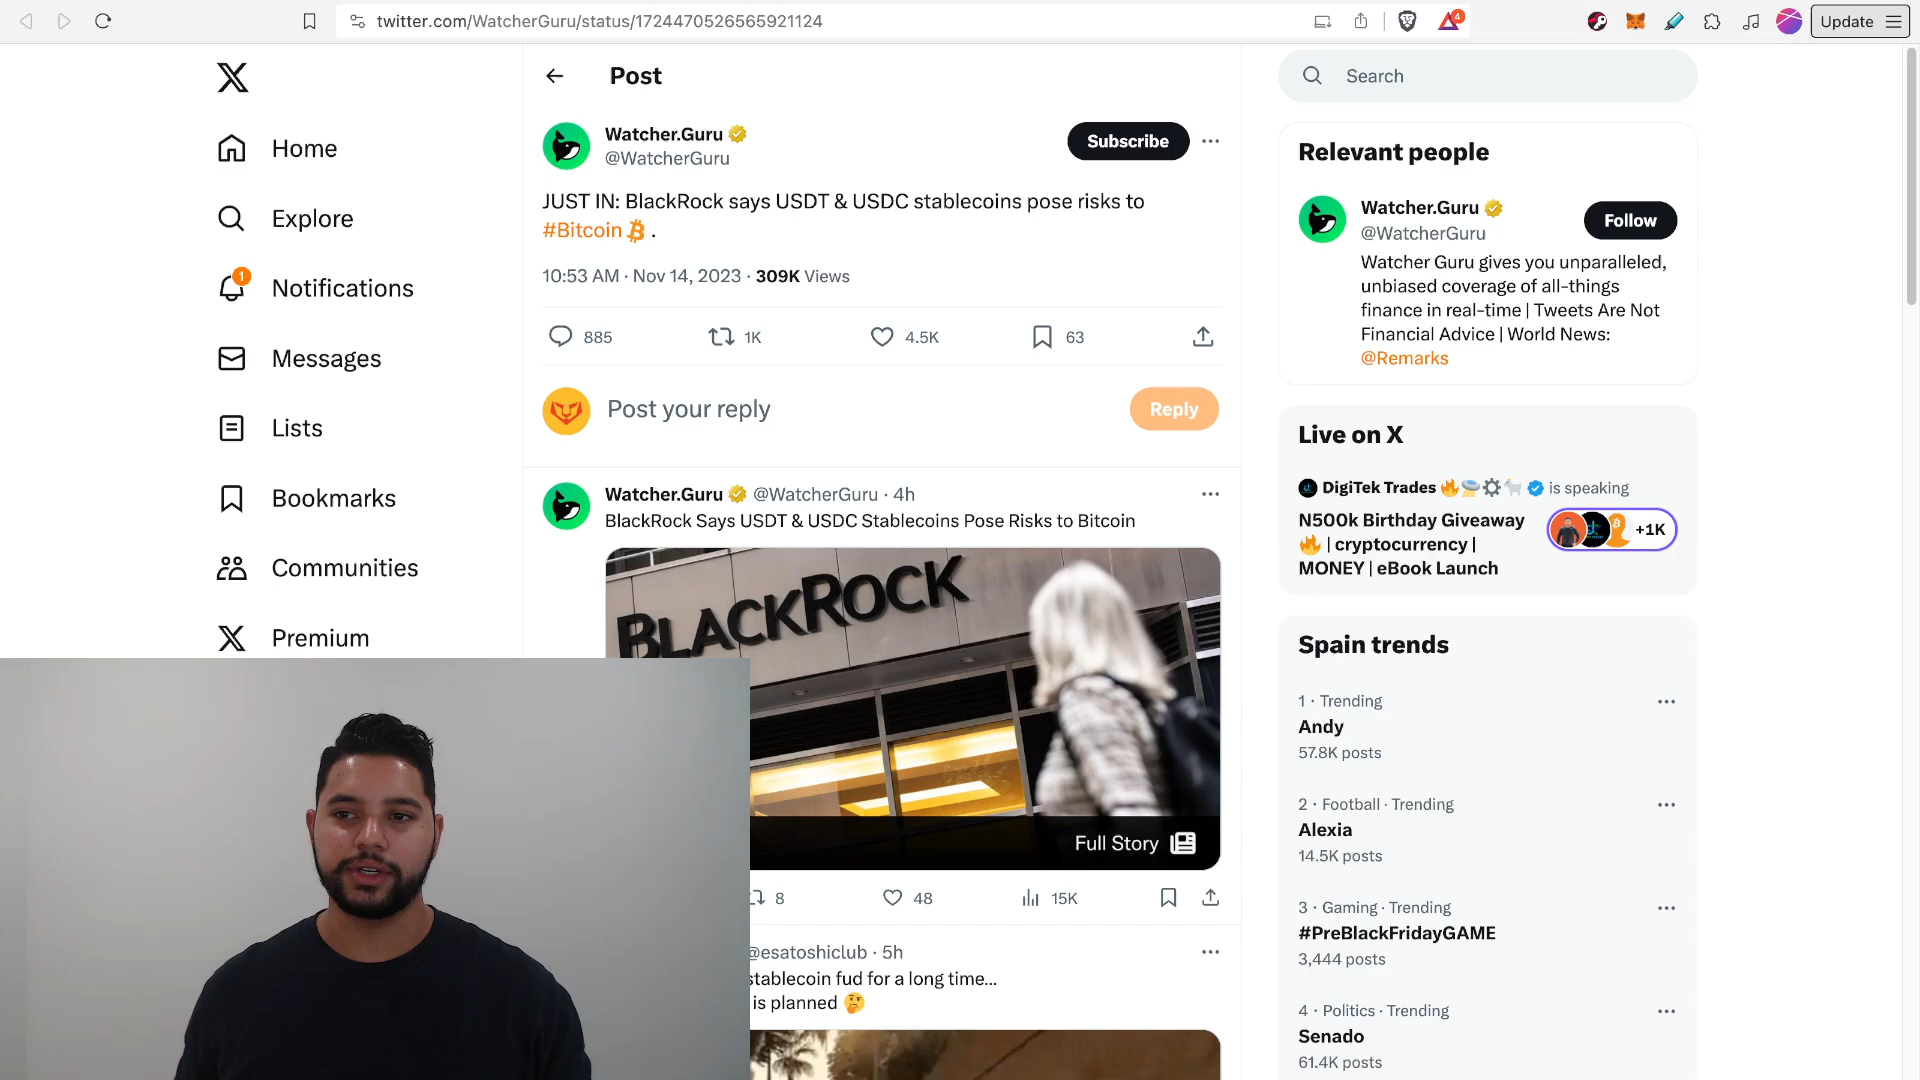 twitter.com/WatcherGuru/status/1724470526565921124
4
Update
Home
Explore
1
Notifications
Messages
Lists
Bookmarks
Communities
Premium
Post
Watcher.Guru
@WatcherGuru
Subscribe
JUST IN: BlackRock says USDT & USDC stablecoins pose risks to
#Bitcoin .
10:53 AM · Nov 14, 2023 · 309K Views
885
1K
4.5K
63
Post your reply
Reply
Watcher.Guru @WatcherGuru · 4h
BlackRock Says USDT & USDC Stablecoins Pose Risks to Bitcoin
BLACKROCK
Full Story
8
48
15K
@esatoshiclub · 5h
stablecoin fud for a long time...
is planned 🤔
Search
Relevant people
Watcher.Guru
@WatcherGuru
Follow
Watcher Guru gives you unparalleled,
unbiased coverage of all-things
finance in real-time | Tweets Are Not
Financial Advice | World News:
@Remarks
Live on X
DigiTek Trades is speaking
N500k Birthday Giveaway
🔥 | cryptocurrency |
MONEY | eBook Launch
+1K
Spain trends
1 · Trending
Andy
57.8K posts
2 · Football · Trending
Alexia
14.5K posts
3 · Gaming · Trending
#PreBlackFridayGAME
3,444 posts
4 · Politics · Trending
Senado
61.4K posts